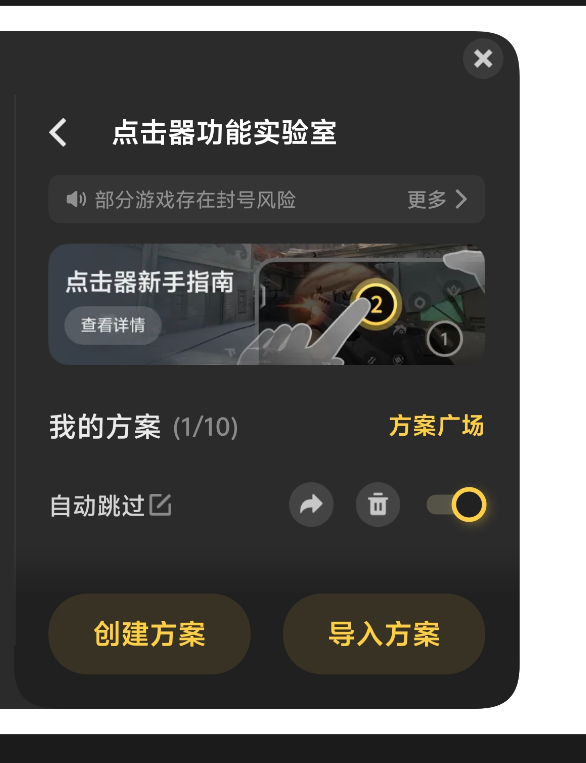 点击器功能实验室
部分游戏存在封号风险 更多
点击器新手指南
查看详情
2
1
我的方案 (1/10) 方案广场
自动跳过
创建方案 导入方案